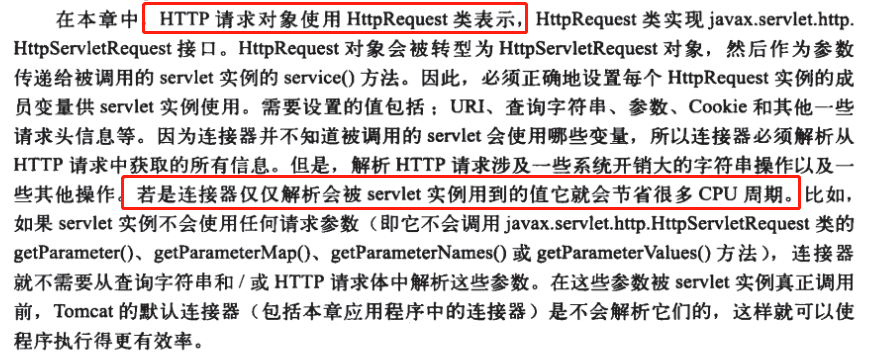 在本章中，HTTP 请求对象使用 HttpRequest 类表示，HttpRequest 类实现 javax.servlet.http.
HttpServletRequest 接口。HttpRequest 对象会被转型为 HttpServletRequest 对象，然后作为参数
传递给被调用的 servlet 实例的 service() 方法。因此，必须正确地设置每个 HttpRequest 实例的成
员变量供 servlet 实例使用。需要设置的值包括；URI、查询字符串、参数、Cookie 和其他一些
请求头信息等。因为连接器并不知道被调用的 servlet 会使用哪些变量，所以连接器必须解析从
HTTP 请求中获取的所有信息。但是，解析 HTTP 请求涉及一些系统开销大的字符串操作以及一
些其他操作。若是连接器仅仅解析会被 servlet 实例用到的值它就会节省很多 CPU 周期。比如，
如果 servlet 实例不会使用任何请求参数（即它不会调用 javax.servlet.http.HttpServletRequest 类的
getParameter()、getParameterMap()、getParameterNames() 或 getParameterValues() 方法），连接器
就不需要从查询字符串和 / 或 HTTP 请求体中解析这些参数。在这些参数被 servlet 实例真正调用
前，Tomcat 的默认连接器（包括本章应用程序中的连接器）是不会解析它们的，这样就可以使
程序执行得更有效率。